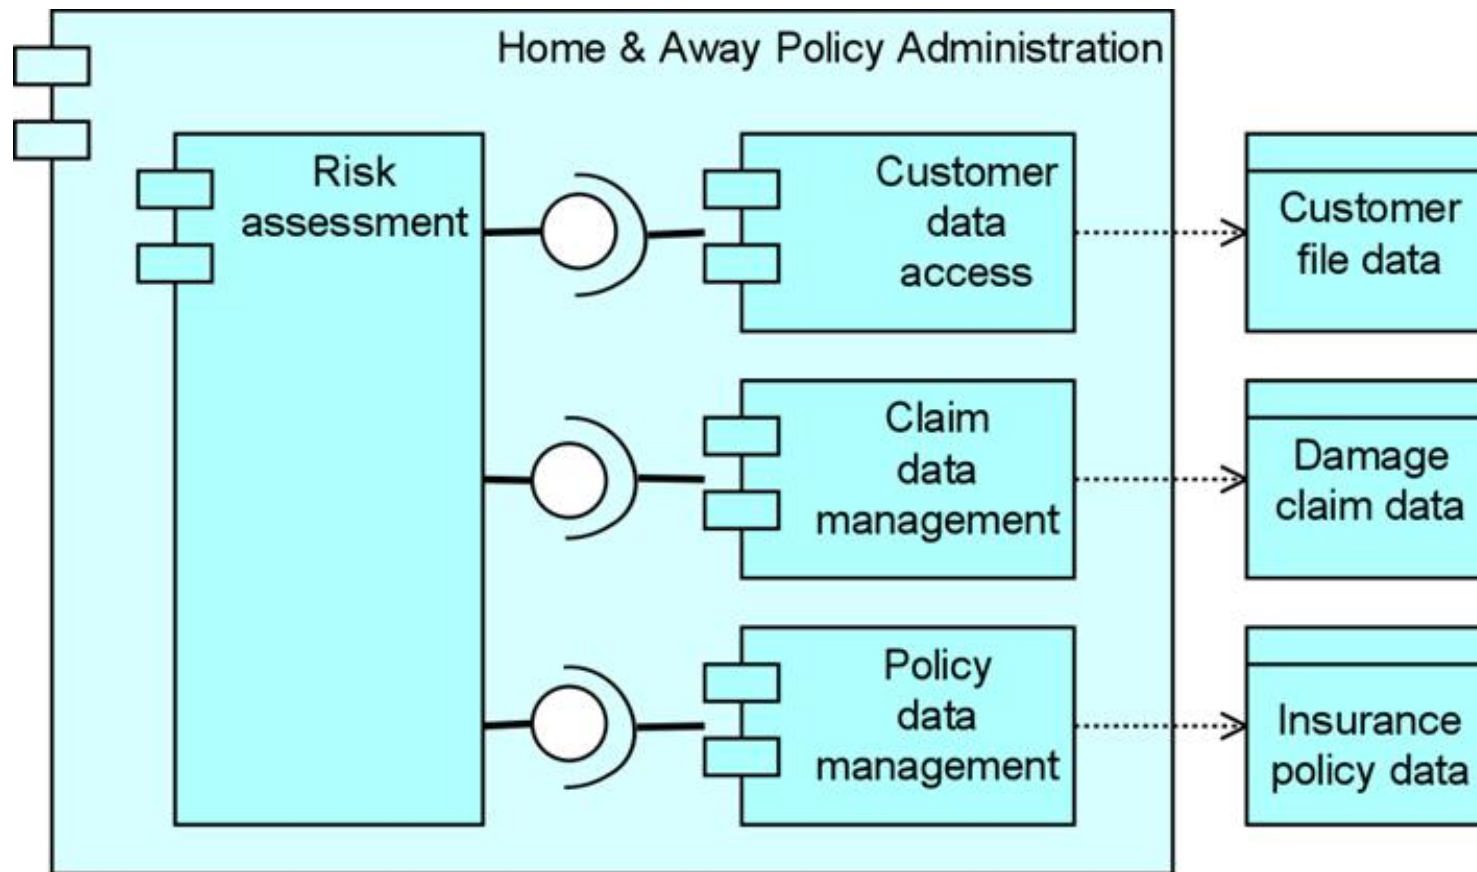 Home & Away Policy Administration
Risk
assessment
Customer
data
access
Customer
file data
Claim
data
management
Damage
claim data
Policy
data
management
Insurance
policy data